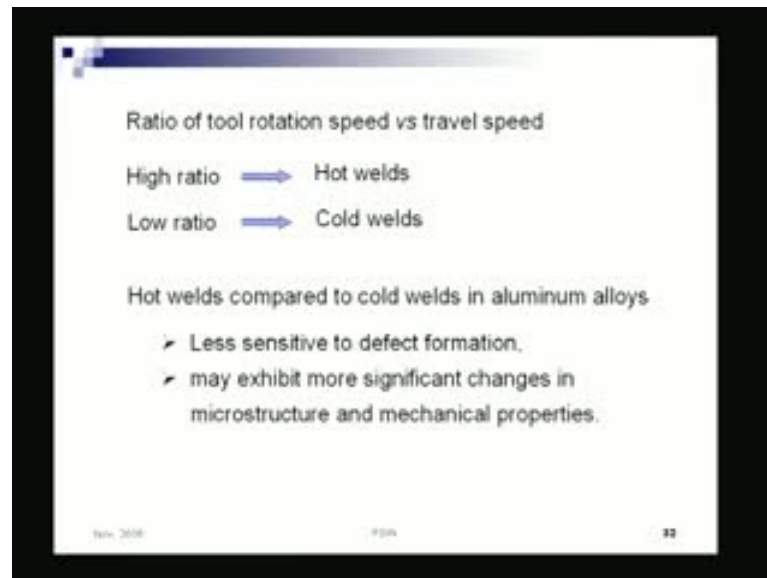 Ratio of tool rotation speed vs travel speed
High ratio Hot welds
Low ratio Cold welds
Hot welds compared to cold welds in aluminum alloys
Less sensitive to defect formation,
may exhibit more significant changes in
microstructure and mechanical properties.